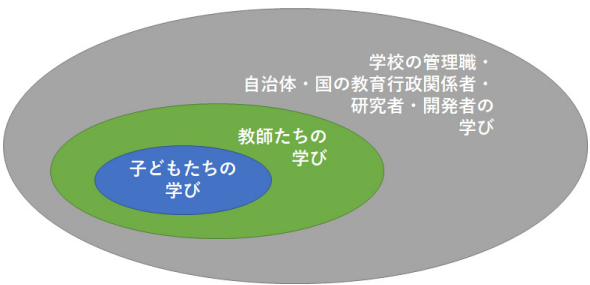 学校の管理職・
自治体・国の教育行政関係者・
研究者・開発者の
学び
教師たちの
学び
子どもたちの
学び